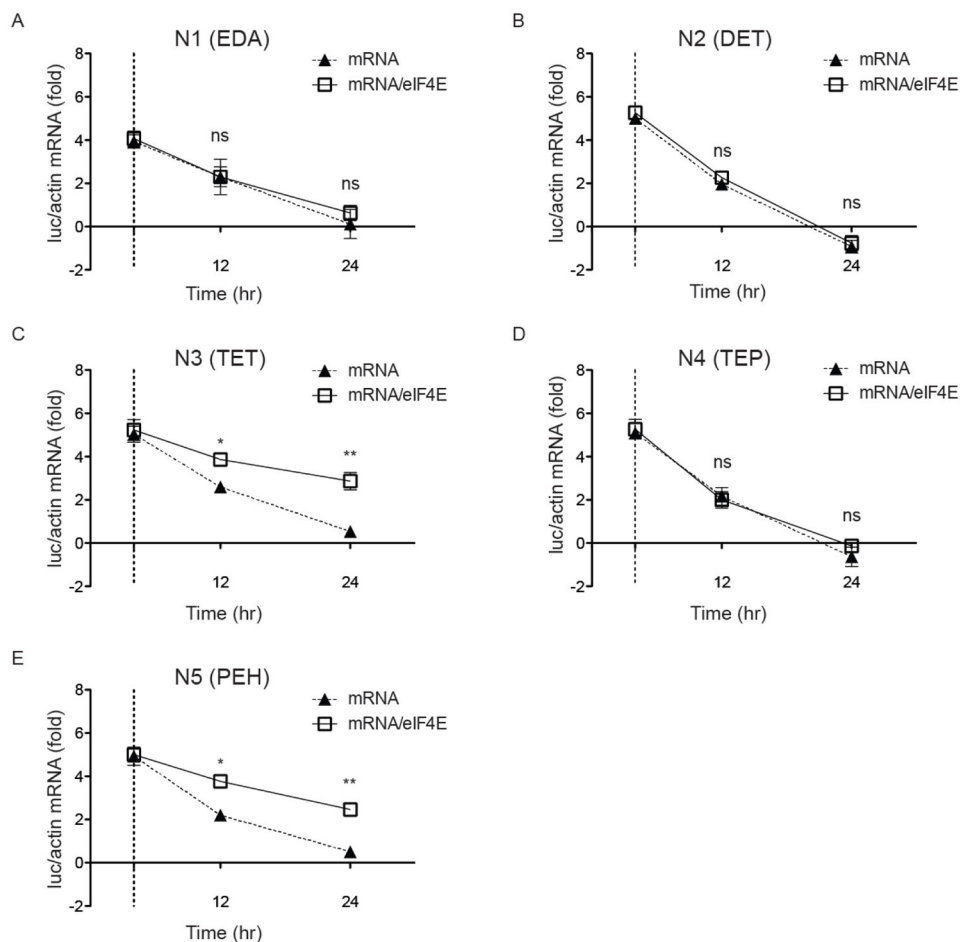 A
N1 (EDA)
mRNA
mRNA/eIF4E
luc/actin mRNA (fold)
8
6
4
2
0
-2
ns
ns
12
24
Time (hr)
B
N2 (DET)
mRNA
mRNA/eIF4E
luc/actin mRNA (fold)
8
6
4
2
0
-2
ns
ns
12
24
Time (hr)
C
N3 (TET)
mRNA
mRNA/eIF4E
luc/actin mRNA (fold)
8
6
4
2
0
-2
*
**
12
24
Time (hr)
D
N4 (TEP)
mRNA
mRNA/eIF4E
luc/actin mRNA (fold)
8
6
4
2
0
-2
ns
ns
12
24
Time (hr)
E
N5 (PEH)
mRNA
mRNA/eIF4E
luc/actin mRNA (fold)
8
6
4
2
0
-2
*
**
12
24
Time (hr)